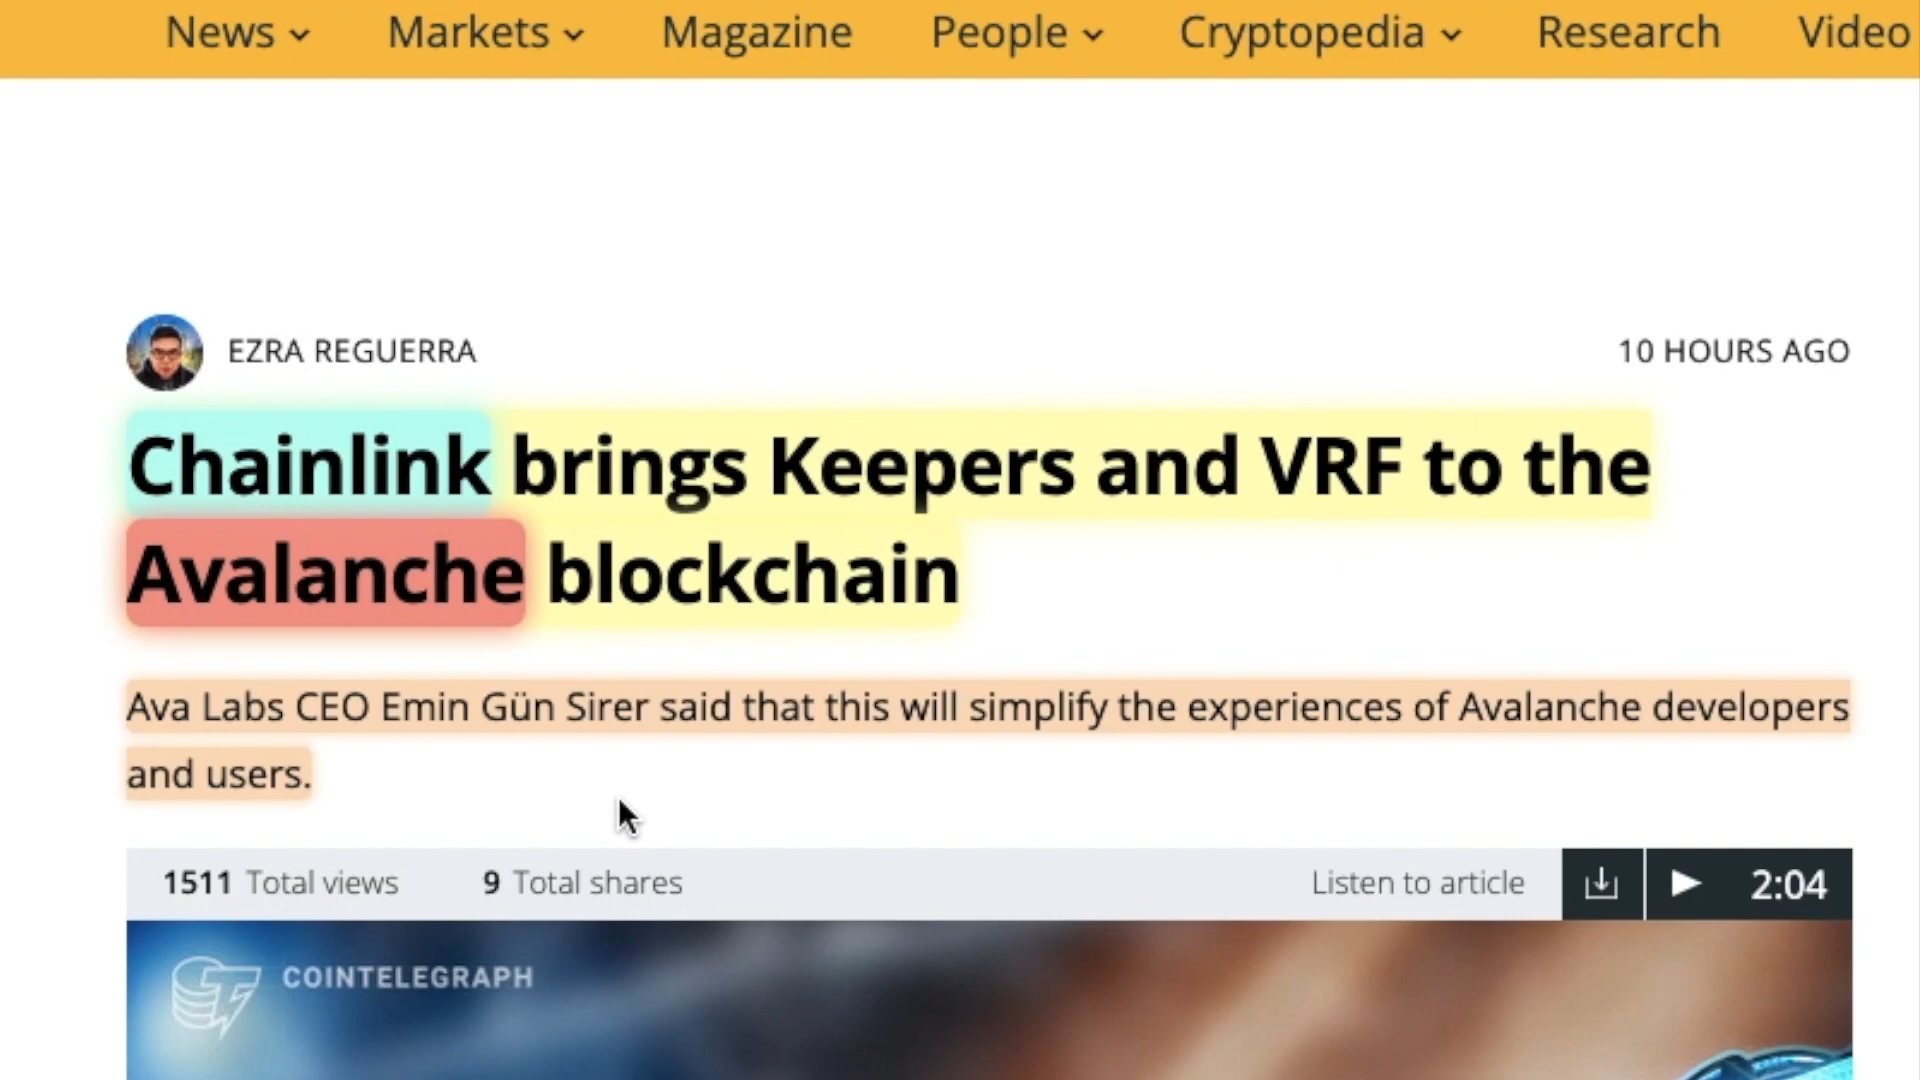 News Markets Magazine People Cryptopedia Research Video
EZRA REGUERRA 10 HOURS AGO
Chainlink brings Keepers and VRF to the
Avalanche blockchain
Ava Labs CEO Emin Gün Sirer said that this will simplify the experiences of Avalanche developers
and users.
1511 Total views 9 Total shares Listen to article 2:04
COINTELEGRAPH